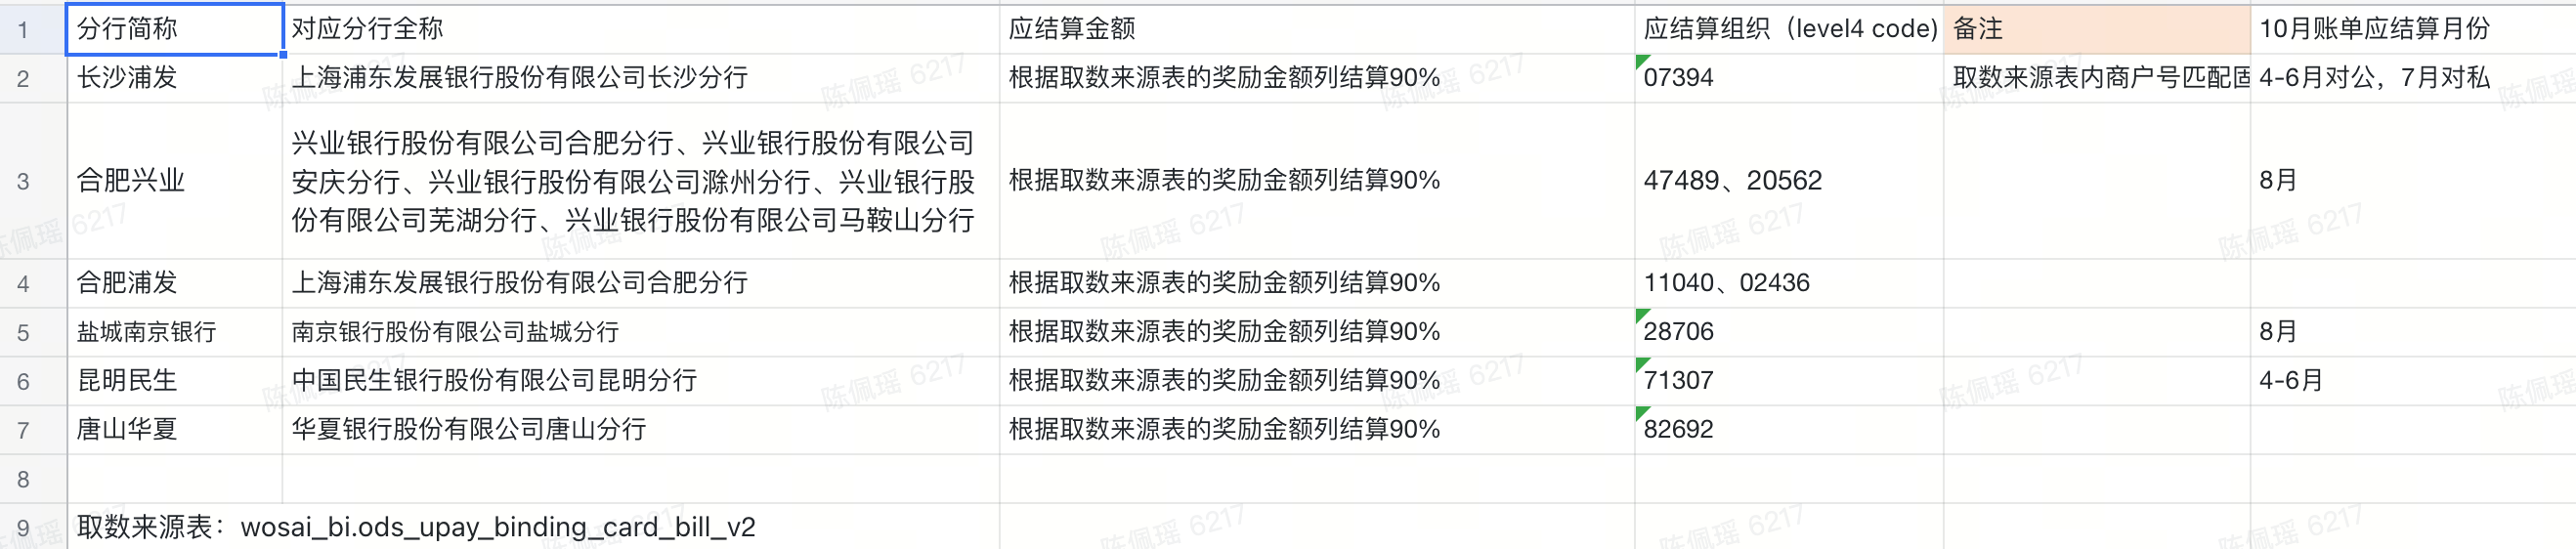 1 分行简称 对应分行全称 应结算金额 应结算组织（level4 code) 备注 10月账单应结算月份
2 长沙浦发 上海浦东发展银行股份有限公司长沙分行 根据取数来源表的奖励金额列结算90% 07394 取数来源表内商户号匹配 4-6月对公，7月对私
3 合肥兴业 兴业银行股份有限公司合肥分行、兴业银行股份有限公司
安庆分行、兴业银行股份有限公司滁州分行、兴业银行股
份有限公司芜湖分行、兴业银行股份有限公司马鞍山分行
根据取数来源表的奖励金额列结算90% 47489、20562 8月
4 合肥浦发 上海浦东发展银行股份有限公司合肥分行 根据取数来源表的奖励金额列结算90% 11040、02436
5 盐城南京银行 南京银行股份有限公司盐城分行 根据取数来源表的奖励金额列结算90% 28706 8月
6 昆明民生 中国民生银行股份有限公司昆明分行 根据取数来源表的奖励金额列结算90% 71307 4-6月
7 唐山华夏 华夏银行股份有限公司唐山分行 根据取数来源表的奖励金额列结算90% 82692
8
9 取数来源表：wosai_bi.ods_upay_binding_card_bill_v2
陈佩瑶 6217